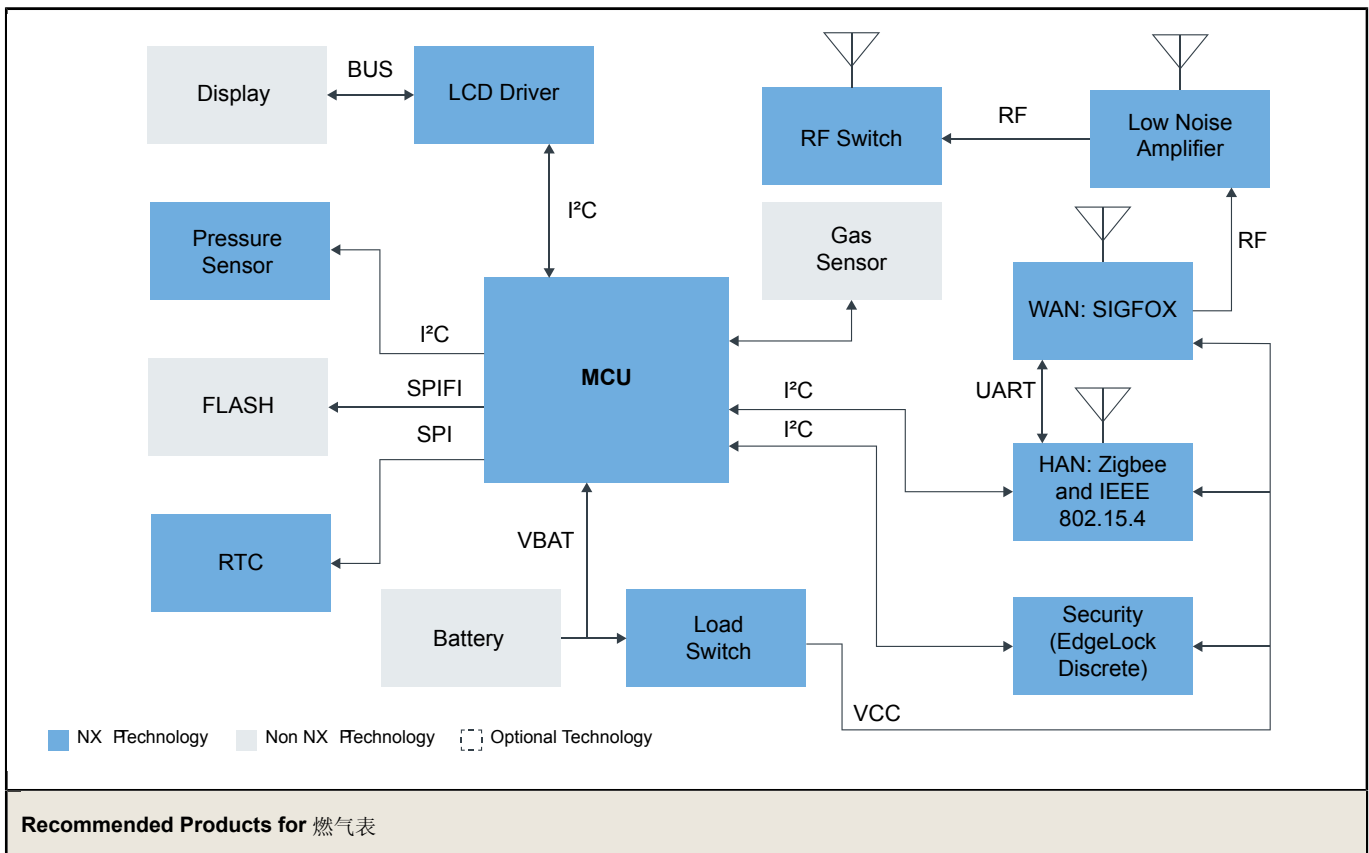 Display
BUS
LCD Driver
RF Switch
RF
Low Noise
Amplifier
I²C
Pressure
Sensor
Gas
Sensor
RF
WAN: SIGFOX
I²C
MCU
FLASH
SPIFI
I²C
UART
SPI
I²C
HAN: Zigbee
and IEEE
802.15.4
RTC
VBAT
Battery
Load
Switch
Security
(EdgeLock
Discrete)
VCC
NX PTechnology
Non NX PTechnology
Optional Technology
Recommended Products for 燃气表